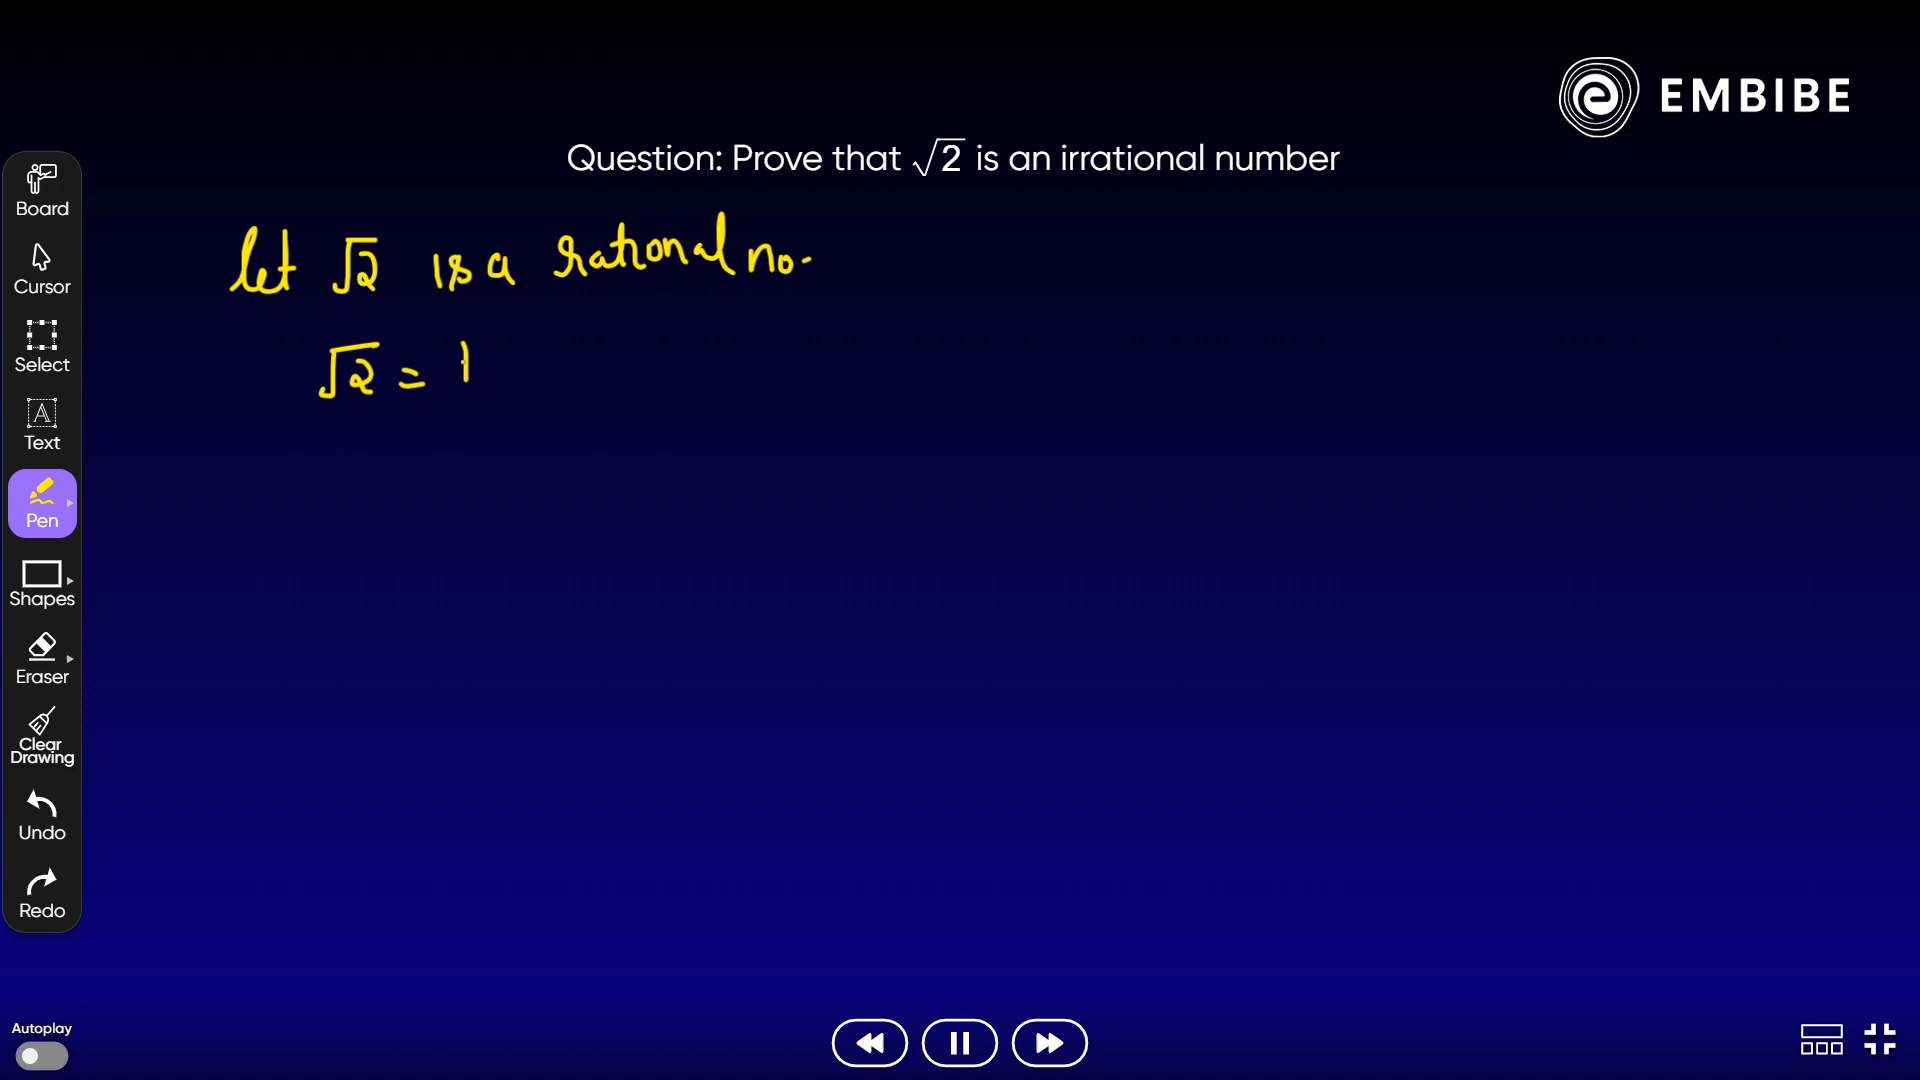 EMBIBE
Question: Prove that √2 is an irrational number
Board
let √2 is a rational no.
Cursor
√2 =
Select
Text
Pen
Shapes
Eraser
Clear
Drawing
Undo
Redo
Autoplay